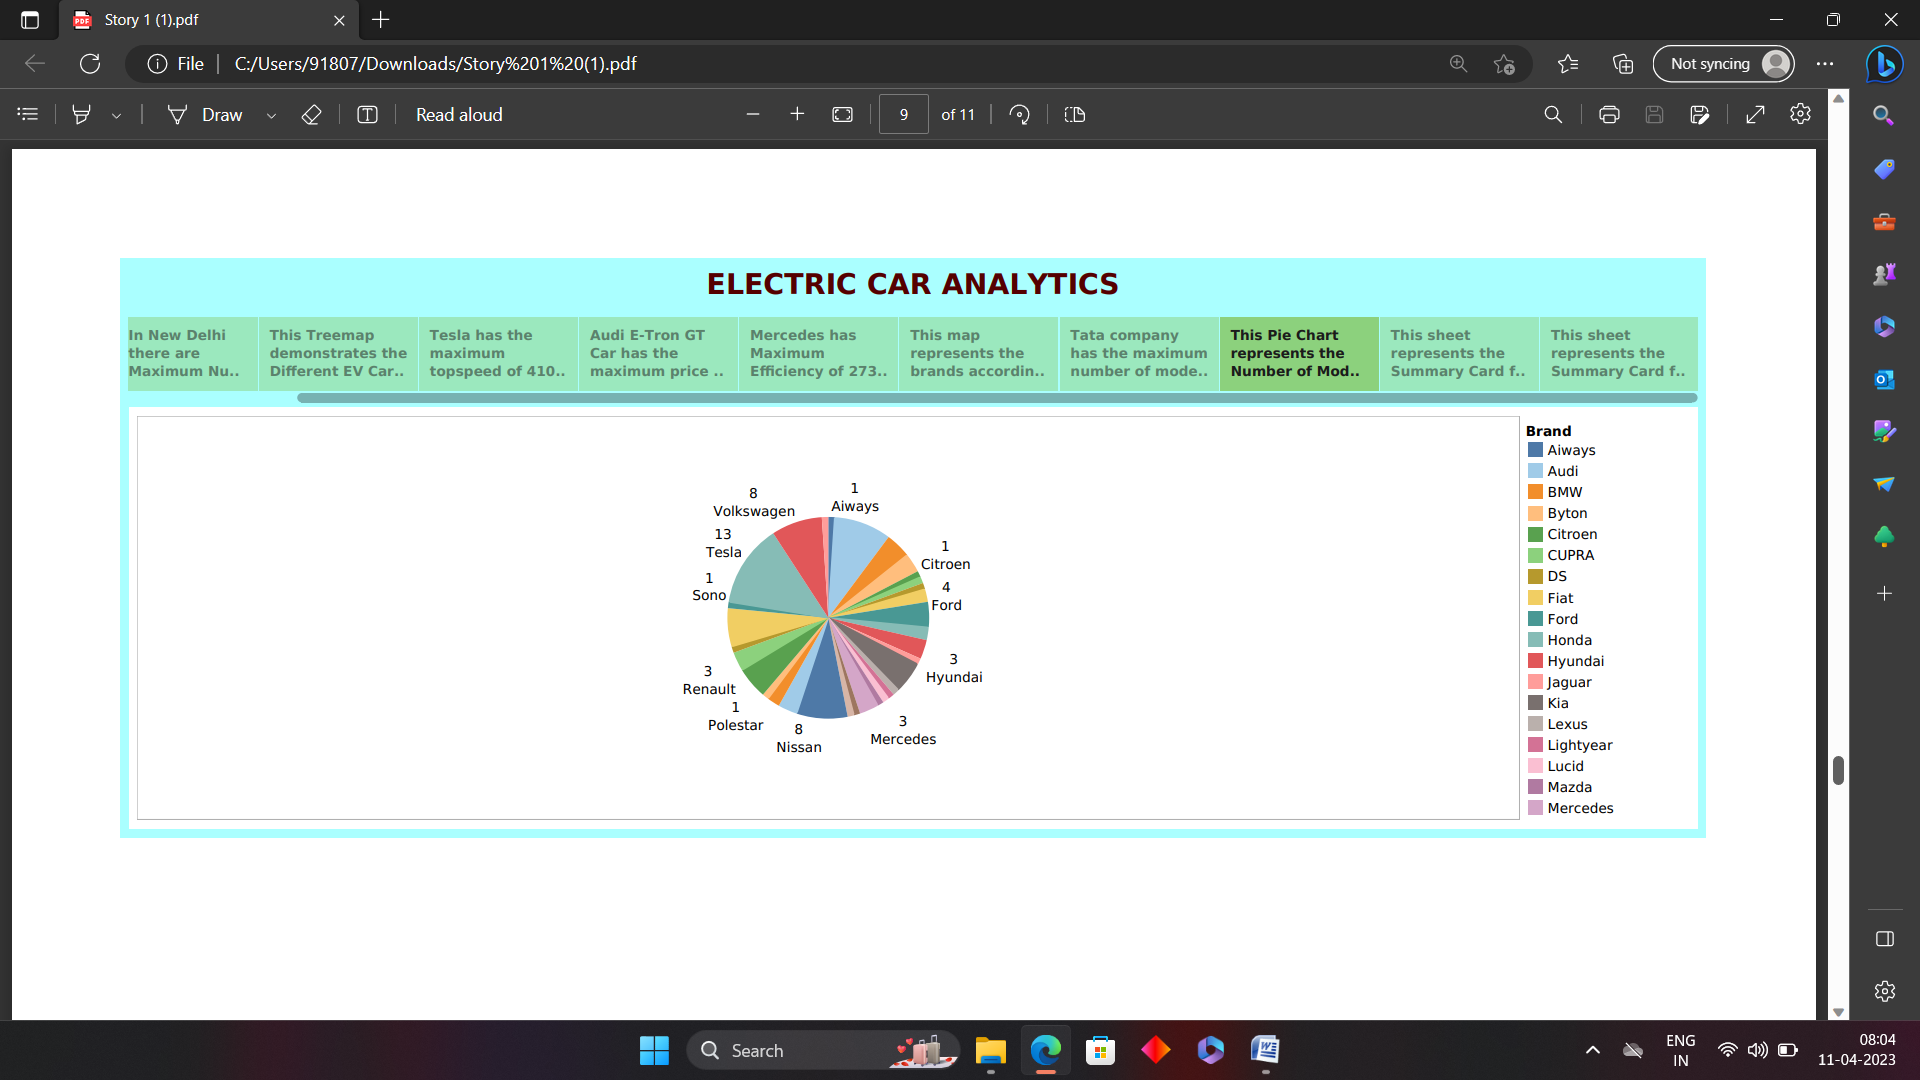 Story 1 (1).pdf
File
C:/Users/91807/Downloads/Story%201%20(1).pdf
Not syncing
Draw
Read aloud
9 of 11
ELECTRIC CAR ANALYTICS
In New Delhi
there are
Maximum Nu..
This Treemap
demonstrates the
Different EV Car..
Tesla has the
maximum
topspeed of 410..
Audi E-Tron GT
Car has the
maximum price ..
Mercedes has
Maximum
Efficiency of 273..
This map
represents the
brands accordin..
Tata company
has the maximum
number of mode..
This Pie Chart
represents the
Number of Mod..
This sheet
represents the
Summary Card f..
This sheet
represents the
Summary Card f..
8
Volkswagen
1
Aiways
13
Tesla
1
Citroen
1
Sono
4
Ford
3
Hyundai
3
Renault
1
Polestar
8
Nissan
3
Mercedes
Brand
Aiways
Audi
BMW
Byton
Citroen
CUPRA
DS
Fiat
Ford
Honda
Hyundai
Jaguar
Kia
Lexus
Lightyear
Lucid
Mazda
Mercedes
Search
ENG
IN
08:04
11-04-2023